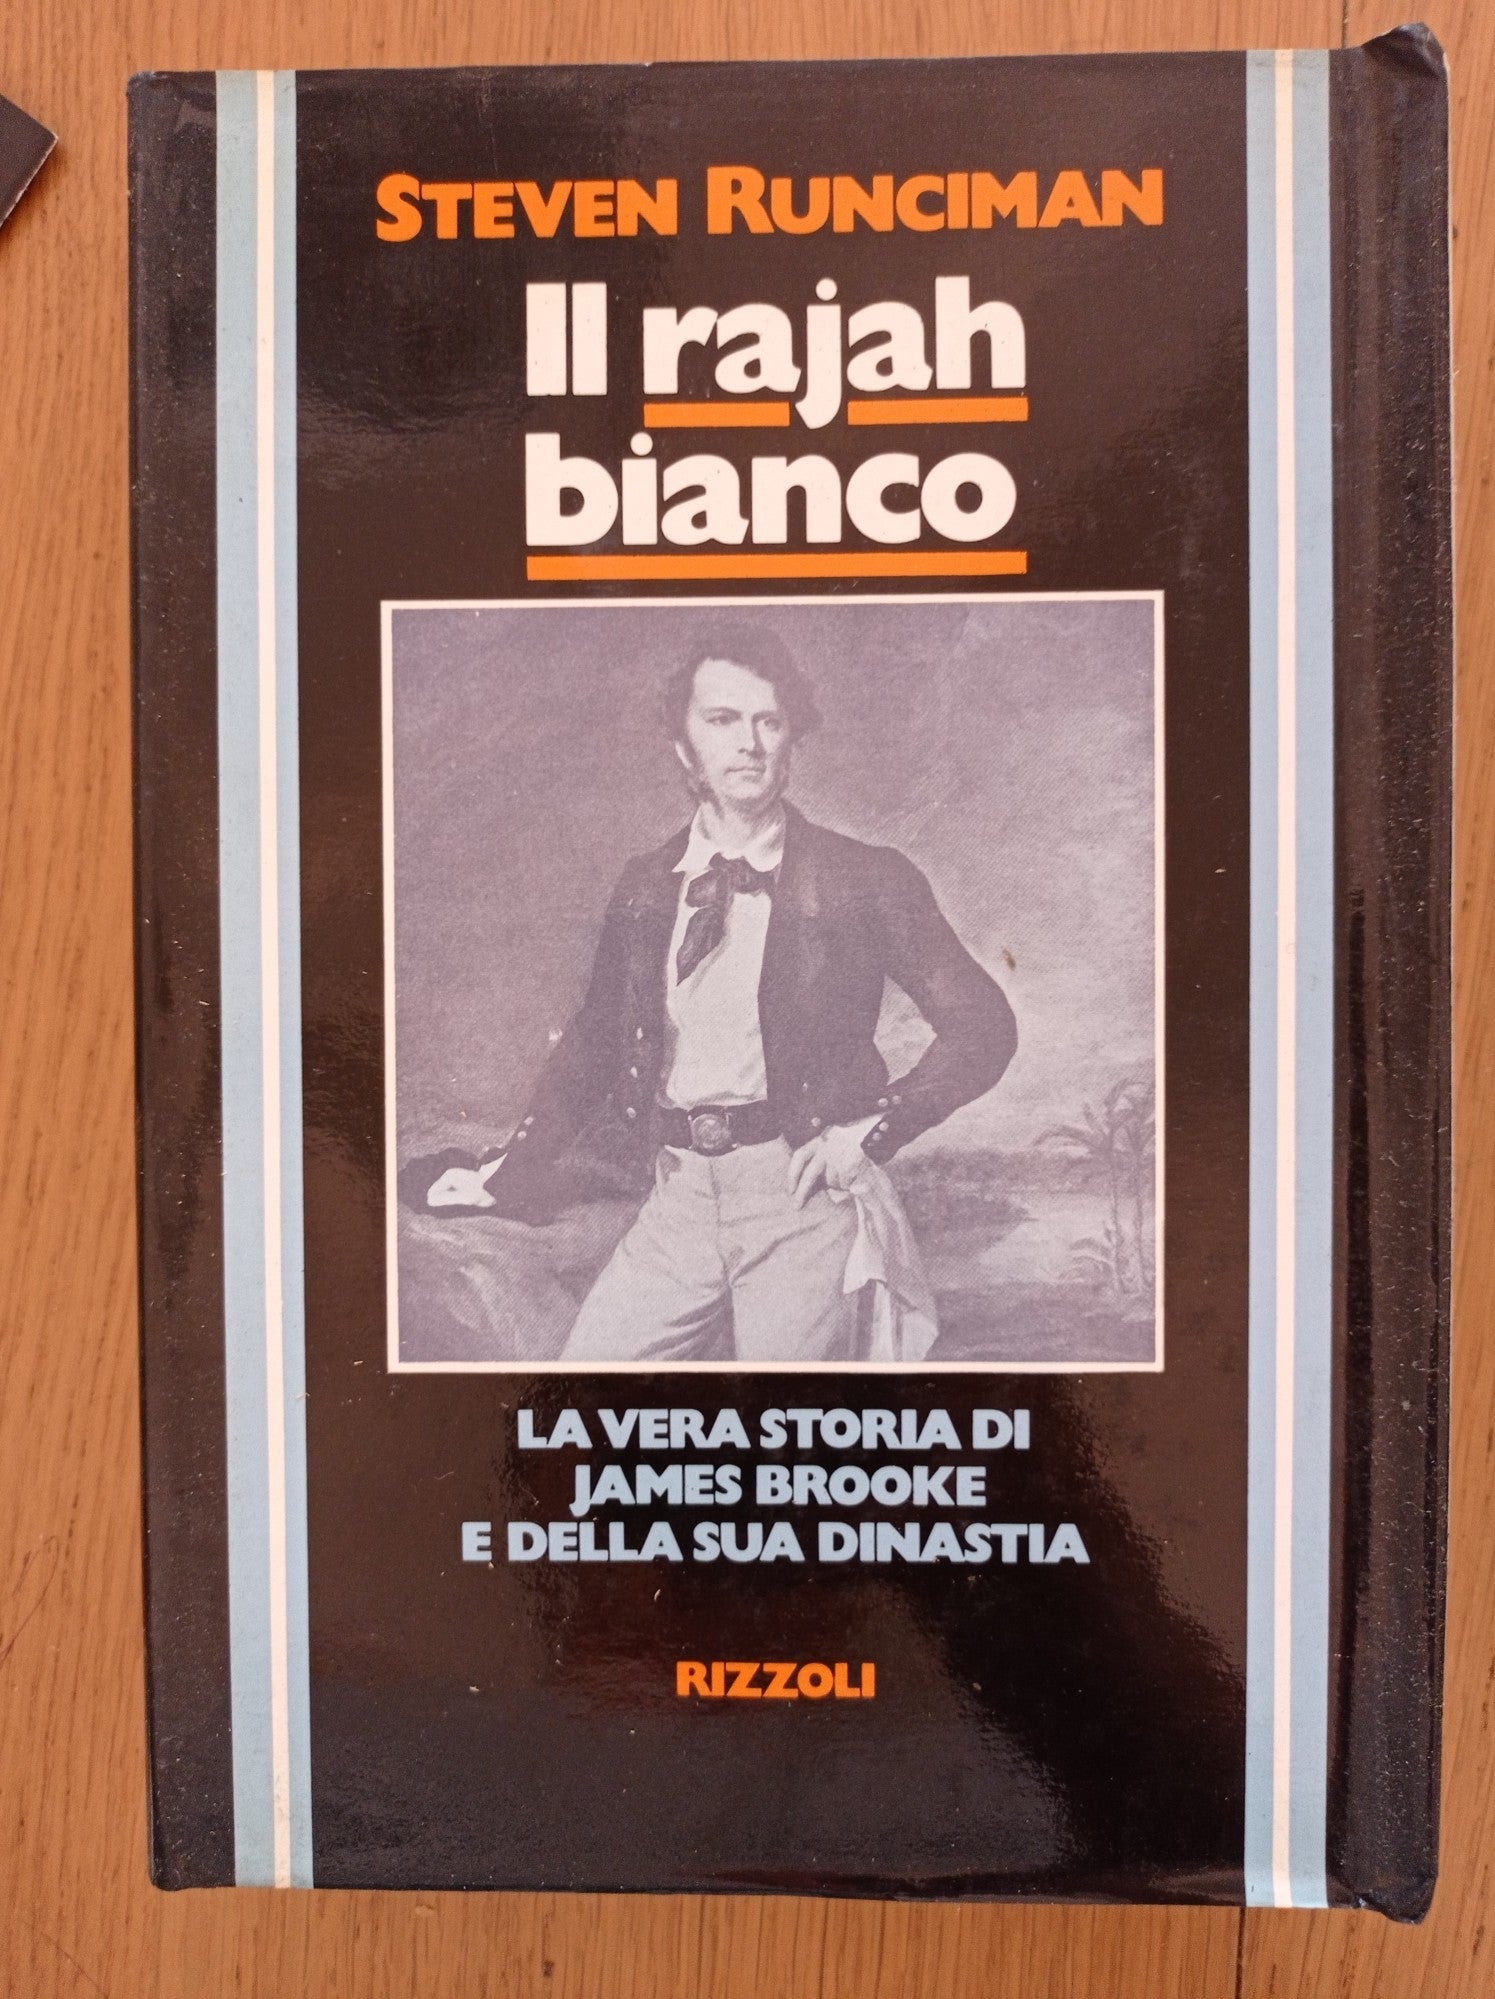 STEVEN RUNCIMAN
Il rajah
bianco
LA VERA STORIA DI
JAMES BROOKE
E DELLA SUA DINASTIA
RIZZOLI